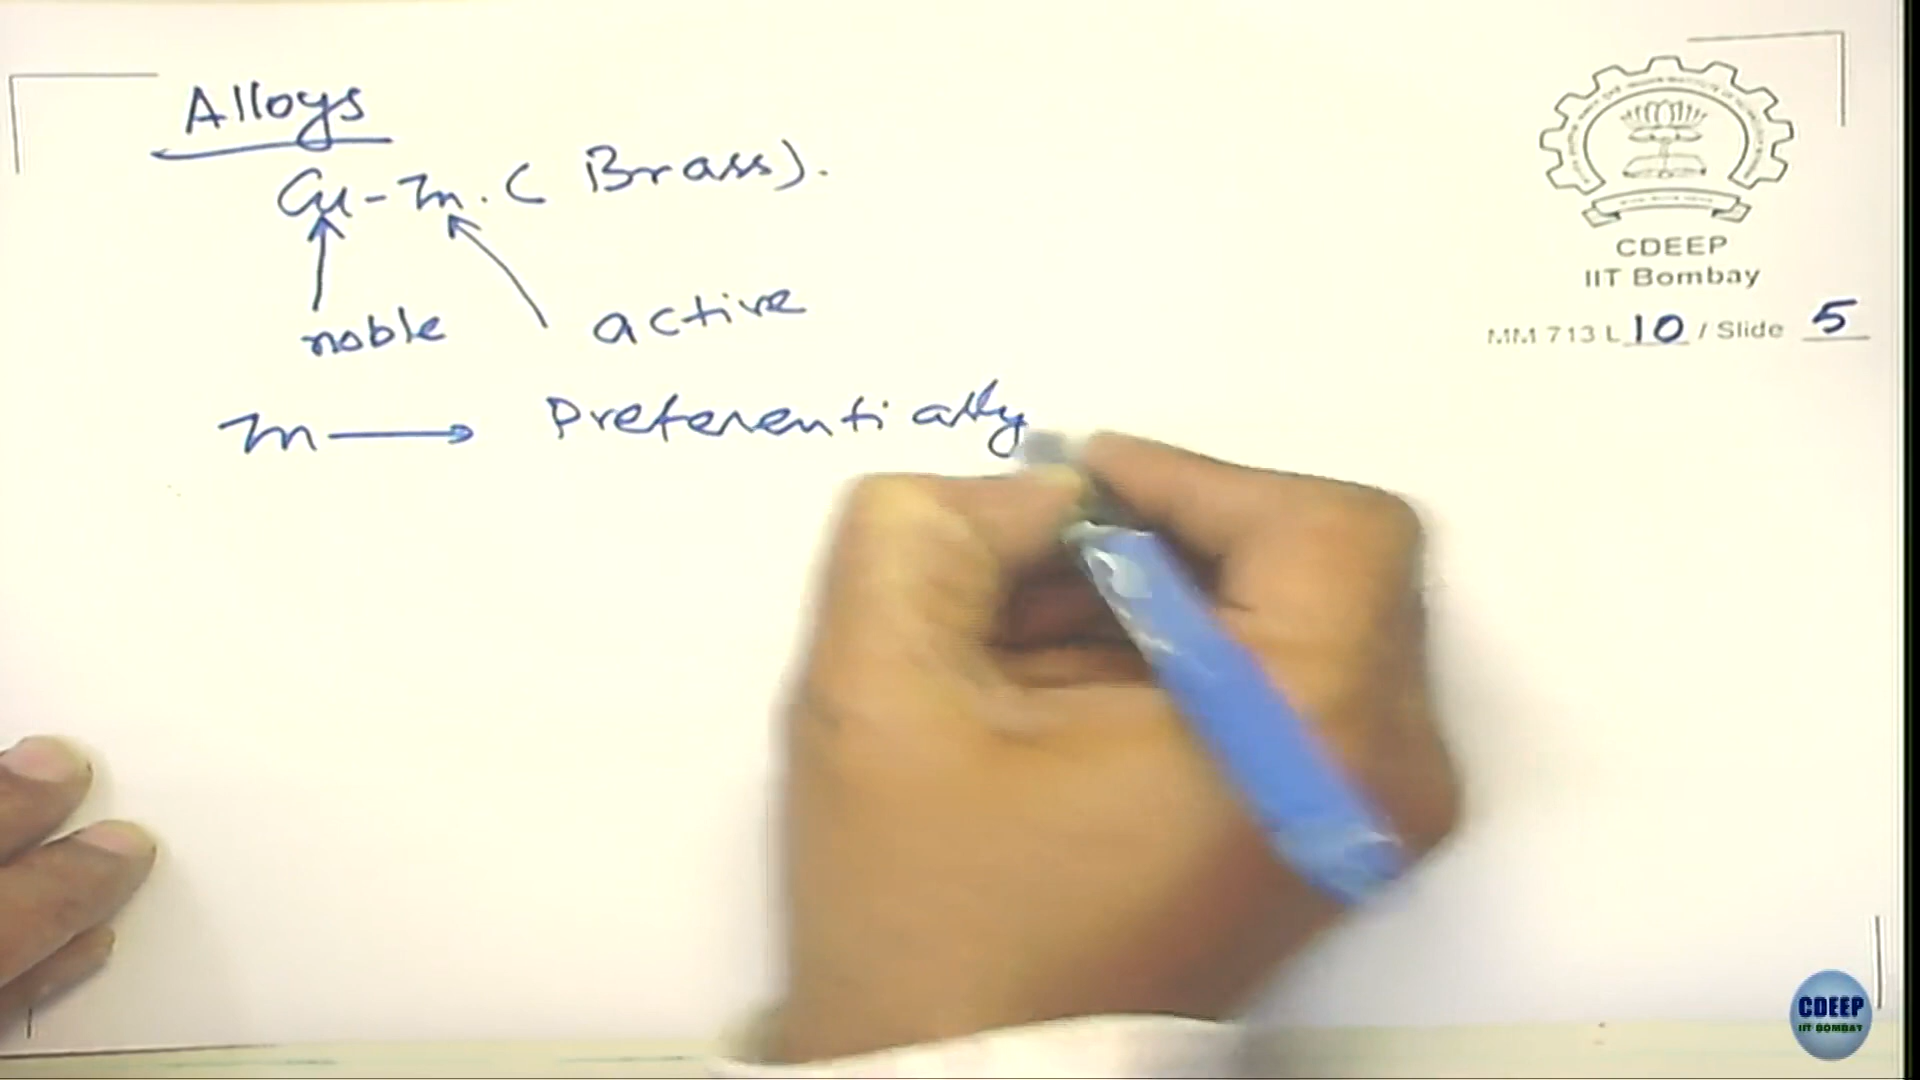 Alloys
Cu - Zn. (Brass).
noble active
Zn → Preferentially
CDEEP
IIT Bombay
MM 713 L 10 / Slide 5
CDEEP
IIT BOMBAY